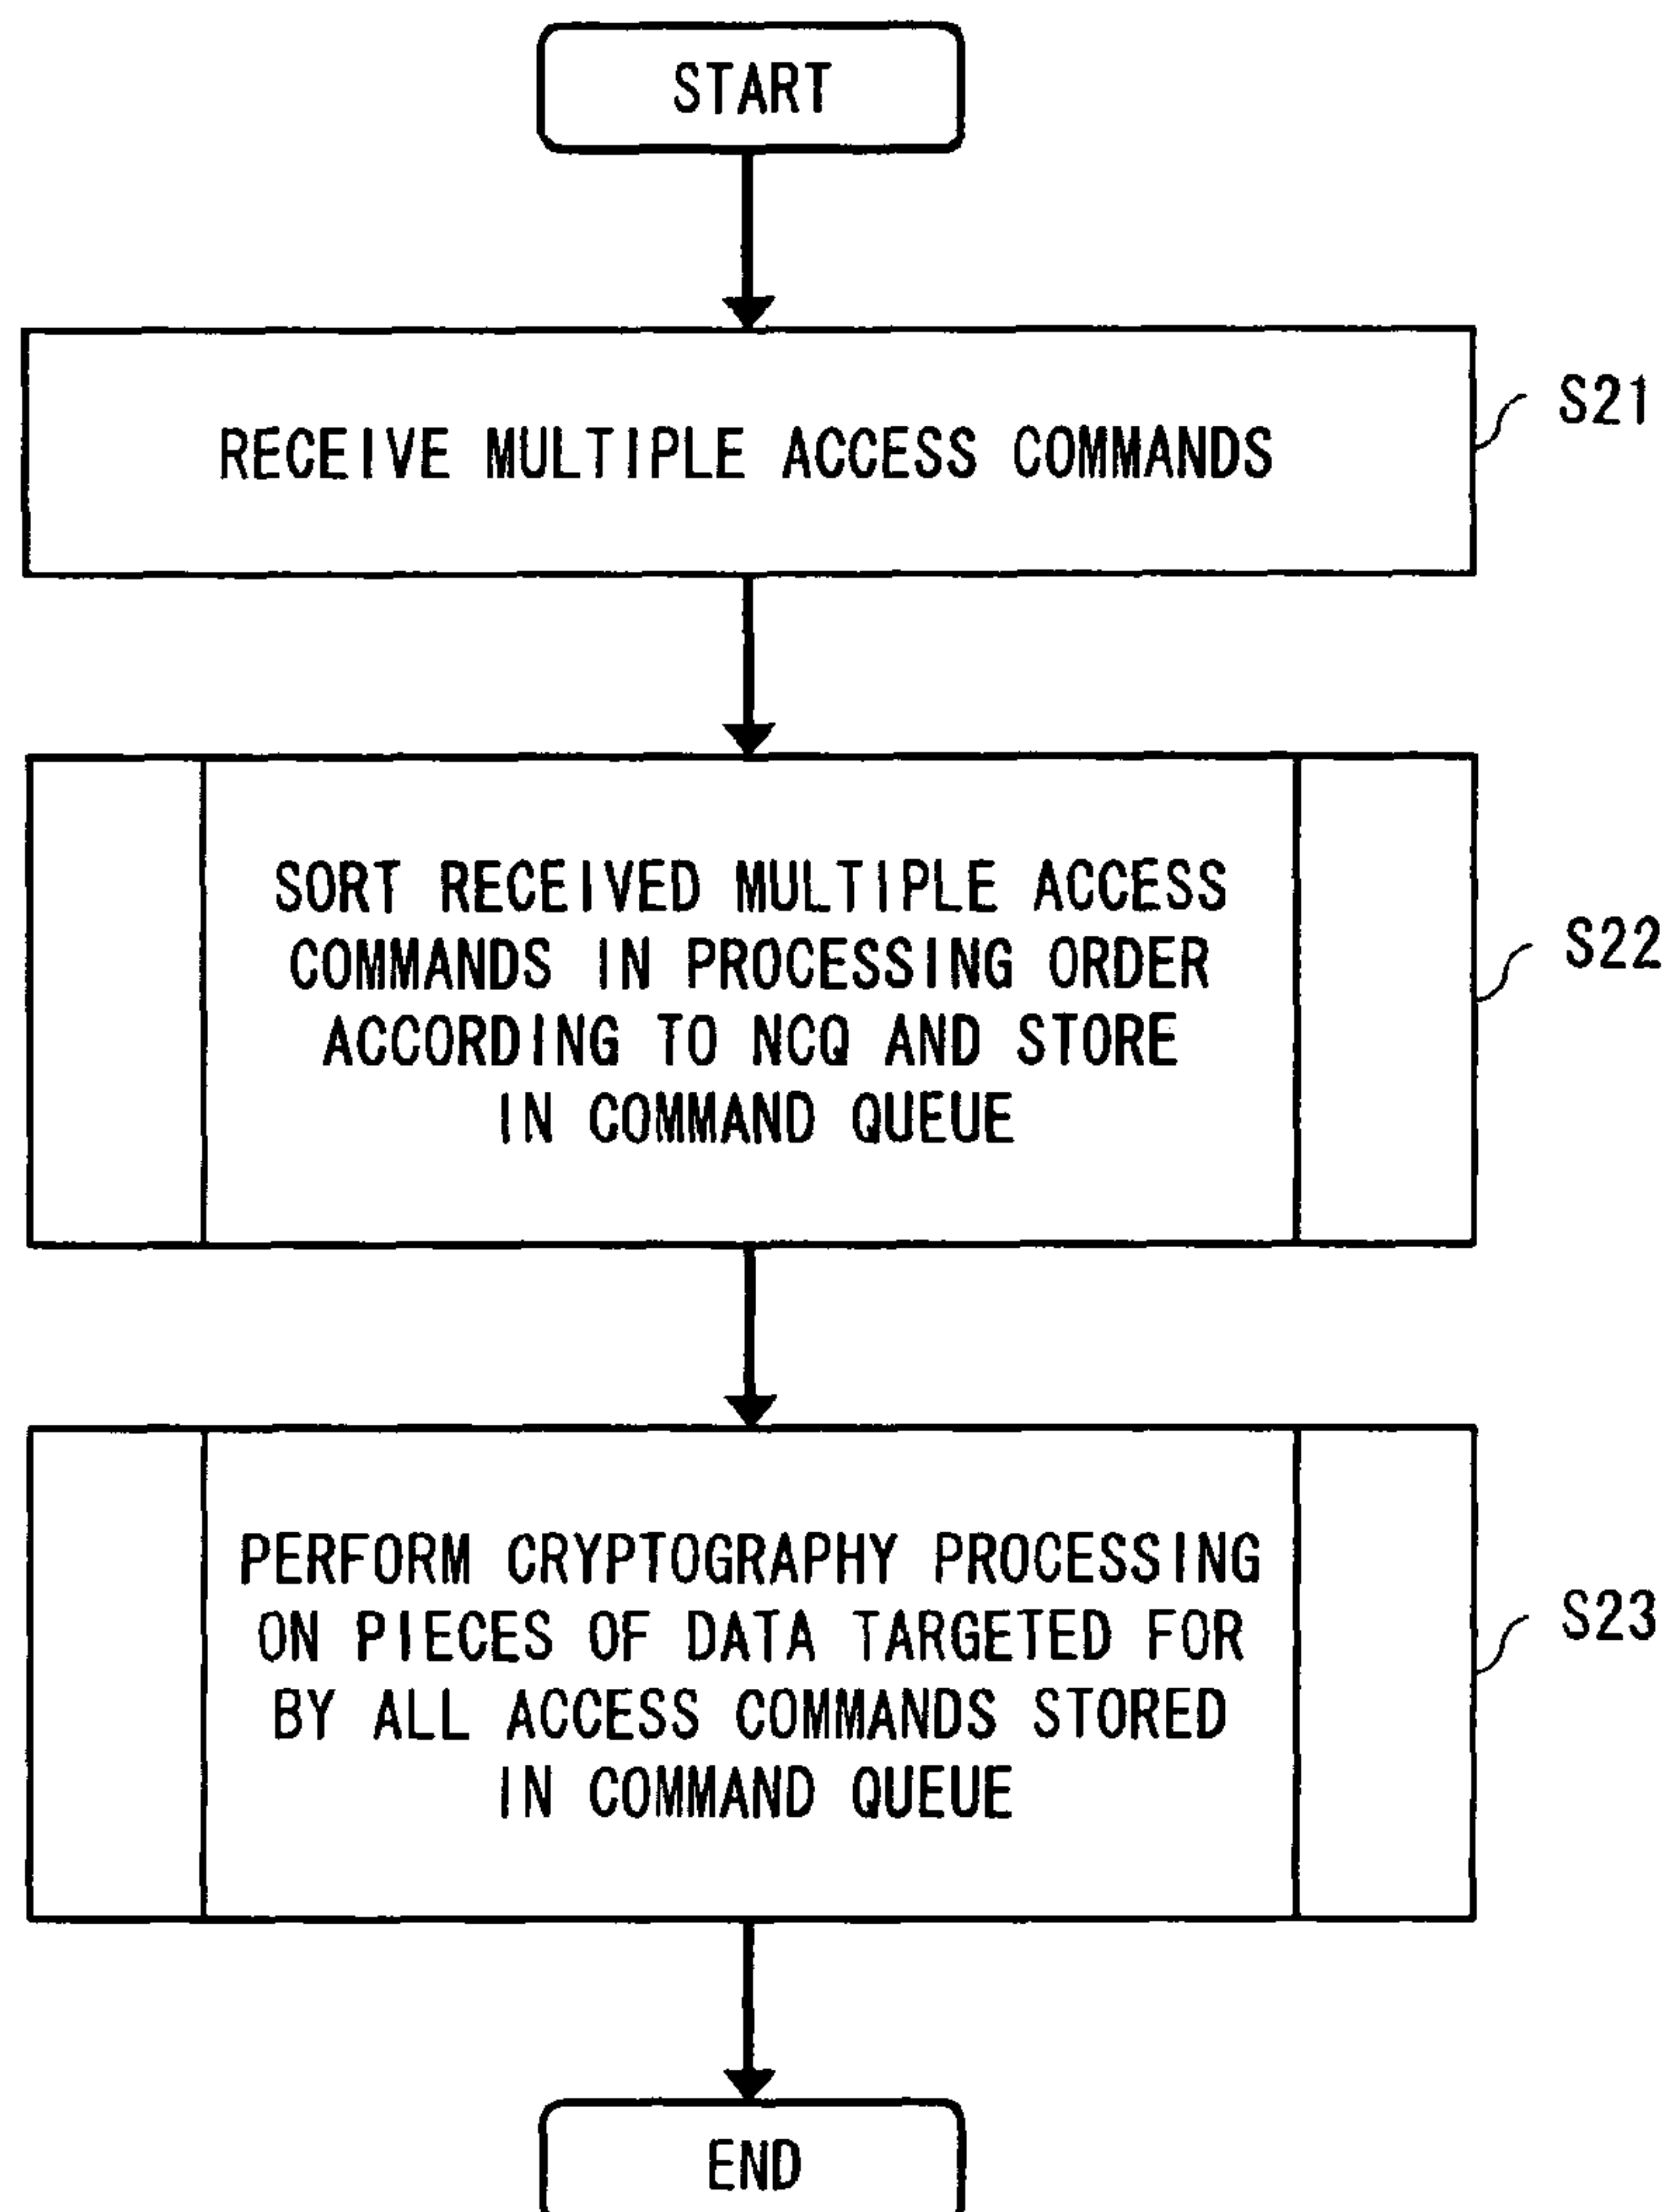 START
RECEIVE MULTIPLE ACCESS COMMANDS
S21
SORT RECEIVED MULTIPLE ACCESS
COMMANDS IN PROCESSING ORDER
ACCORDING TO NCQ AND STORE
IN COMMAND QUEUE
S22
PERFORM CRYPTOGRAPHY PROCESSING
ON PIECES OF DATA TARGETED FOR
BY ALL ACCESS COMMANDS STORED
IN COMMAND QUEUE
S23
END